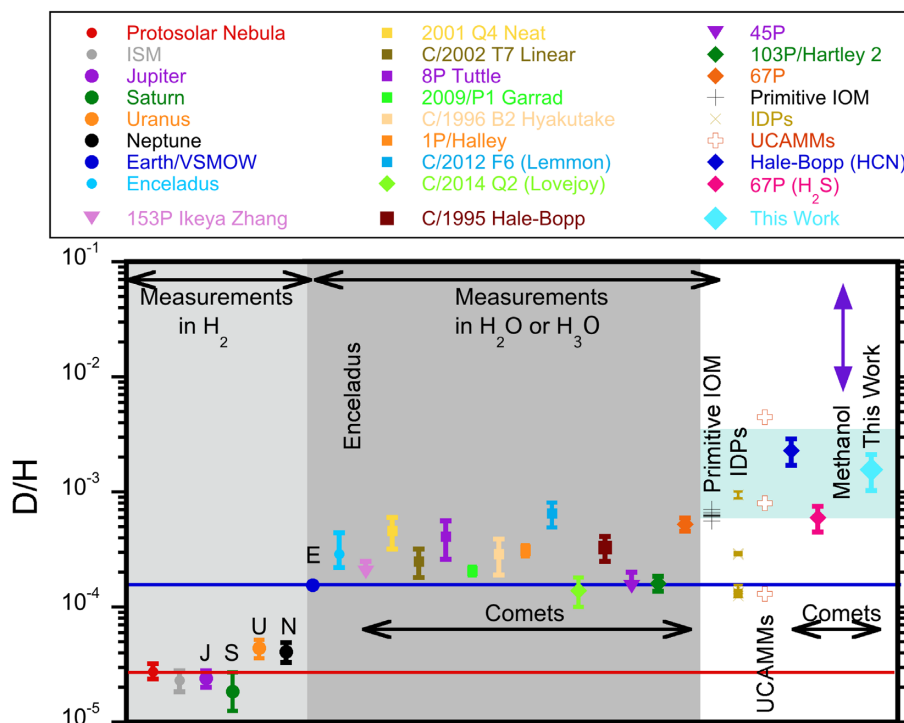 Protosolar Nebula
ISM
Jupiter
Saturn
Uranus
Neptune
Earth/VSMOW
Enceladus
153P Ikeya Zhang
2001 Q4 Neat
C/2002 T7 Linear
8P Tuttle
2009/P1 Garrad
C/1996 B2 Hyakutake
1P/Halley
C/2012 F6 (Lemmon)
C/2014 Q2 (Lovejoy)
C/1995 Hale-Bopp
45P
103P/Hartley 2
67P
Primitive IOM
IDPs
UCAMMs
Hale-Bopp (HCN)
67P (H₂S)
This Work
D/H
10⁻¹
10⁻²
10⁻³
10⁻⁴
10⁻⁵
Measurements
in H₂
Measurements
in H₂O or H₃O
Enceladus
Primitive IOM
IDPs
UCAMMs
Methanol
This Work
E
J
S
U
N
Comets
Comets